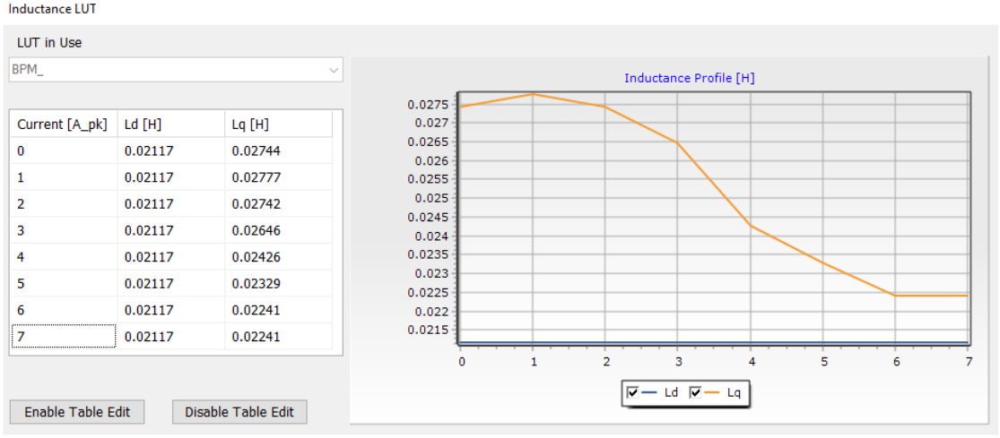 Inductance LUT
LUT in Use
BPM_
Current [A_pk] Ld [H] Lq [H]
0 0.02117 0.02744
1 0.02117 0.02777
2 0.02117 0.02742
3 0.02117 0.02646
4 0.02117 0.02426
5 0.02117 0.02329
6 0.02117 0.02241
7 0.02117 0.02241
Enable Table Edit Disable Table Edit
Inductance Profile [H]
0.0275
0.027
0.0265
0.026
0.0255
0.025
0.0245
0.024
0.0235
0.023
0.0225
0.022
0.0215
0 1 2 3 4 5 6 7
Ld Lq